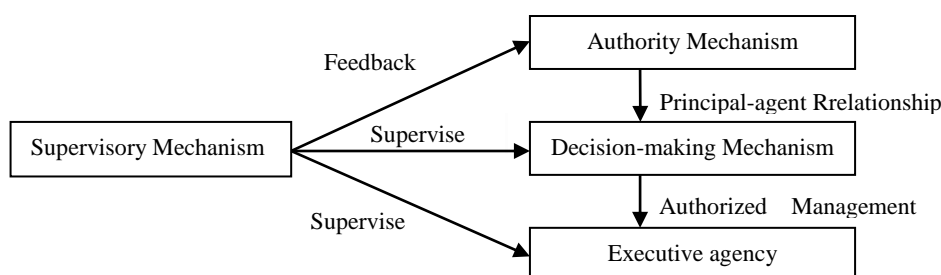 Authority Mechanism
Feedback
Principal-agent Rrelationship
Supervise
Supervisory Mechanism
Decision-making Mechanism
Authorized Management
Supervise
Executive agency